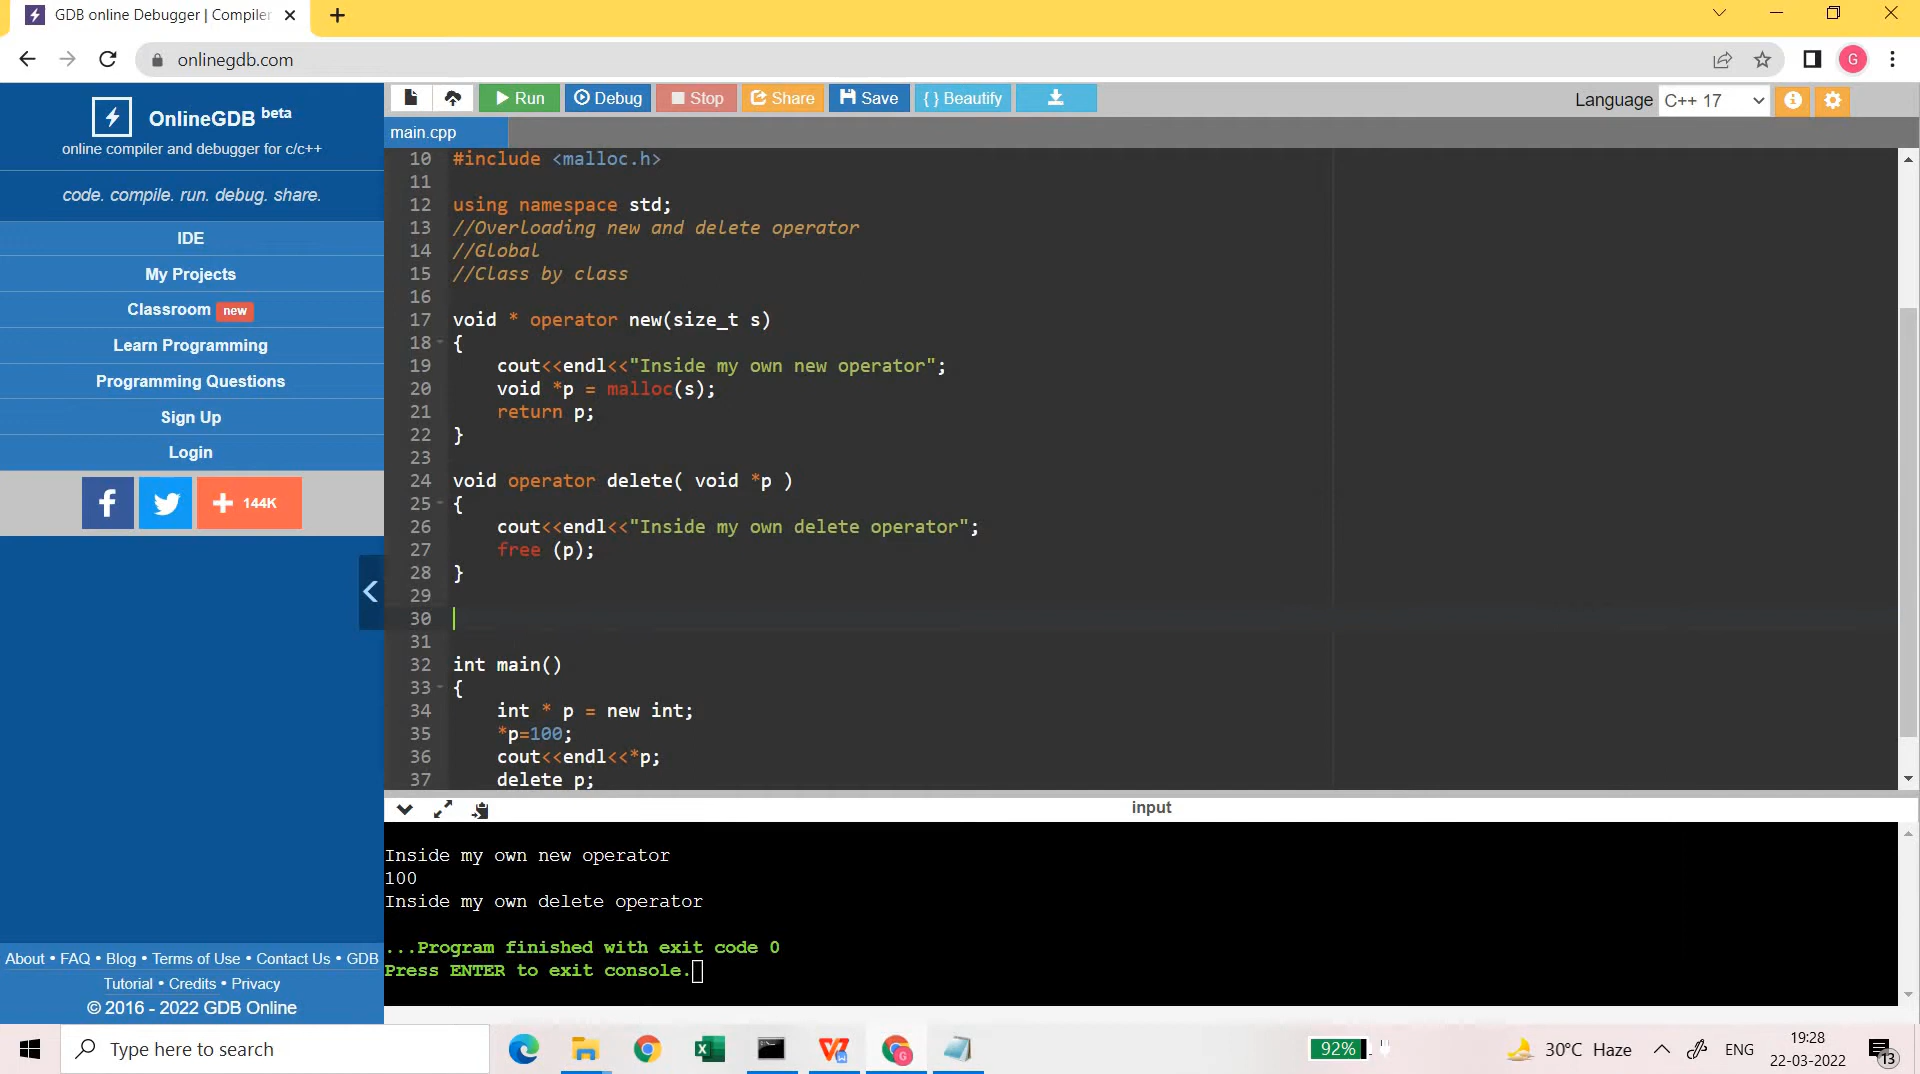 GDB online Debugger | Compiler
onlinegdb.com
G
OnlineGDB beta
online compiler and debugger for c/c++
code. compile. run. debug. share.
IDE
My Projects
Classroom new
Learn Programming
Programming Questions
Sign Up
Login
144K
About • FAQ • Blog • Terms of Use • Contact Us • GDB
Tutorial • Credits • Privacy
© 2016 - 2022 GDB Online
Run Debug Stop Share Save { } Beautify
Language C++ 17
main.cpp
10 #include <malloc.h>
11
12 using namespace std;
13 //Overloading new and delete operator
14 //Global
15 //Class by class
16
17 void * operator new(size_t s)
18 {
19 cout<<endl<<"Inside my own new operator";
20 void *p = malloc(s);
21 return p;
22 }
23
24 void operator delete( void *p )
25 {
26 cout<<endl<<"Inside my own delete operator";
27 free (p);
28 }
29
30
31
32 int main()
33 {
34 int * p = new int;
35 *p=100;
36 cout<<endl<<*p;
37 delete p;
input
Inside my own new operator
100
Inside my own delete operator
...Program finished with exit code 0
Press ENTER to exit console.
Type here to search
G
92%
30°C Haze
ENG
19:28
22-03-2022
13